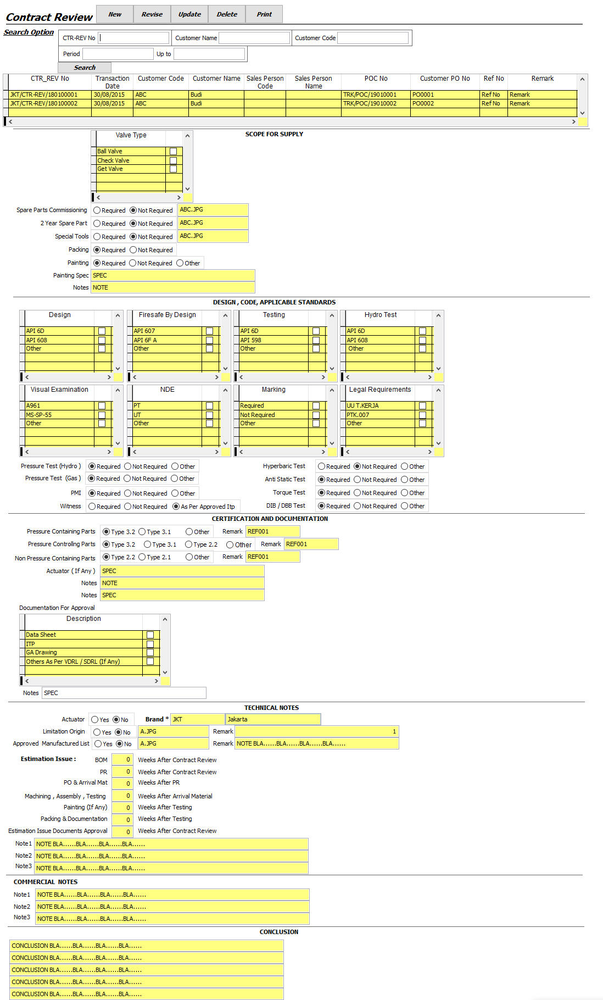 Contract Review New Revise Update Delete Print
Search Option
CTR-REV No Customer Name Customer Code
Period Up to
Search
CTR_REV No Transaction Date Customer Code Customer Name Sales Person Code Sales Person Name POC No Customer PO No Ref No Remark
JKT/CTR-REV/180100001 30/08/2015 ABC Budi TRK/POC/19010001 PO0001 Ref No Remark
JKT/CTR-REV/180100002 30/08/2015 ABC Budi TRK/POC/19010002 PO0002 Ref No Remark
SCOPE FOR SUPPLY
Valve Type
Ball Valve
Check Valve
Get Valve
Spare Parts Commissioning Required Not Required ABC.JPG
2 Year Spare Part Required Not Required ABC.JPG
Special Tools Required Not Required ABC.JPG
Packing Required Not Required
Painting Required Not Required Other
Painting Spec SPEC
Notes NOTE
DESIGN , CODE, APPLICABLE STANDARDS
Design Firesafe By Design Testing Hydro Test
API 6D API 607 API 6D API 6D
API 608 API 6F A API 598 API 608
Other Other Other Other
Visual Examination NDE Marking Legal Requirements
A961 PT Required UU T.KERJA
MS-SP-55 UT Not Required PTK.007
Other Other Other Other
Pressure Test (Hydro ) Required Not Required Other Hyperbaric Test Required Not Required Other
Pressure Test (Gas ) Required Not Required Other Anti Static Test Required Not Required Other
PMI Required Not Required Other Torque Test Required Not Required Other
Witness Required Not Required As Per Approved Itp DIB / DBB Test Required Not Required Other
CERTIFICATION AND DOCUMENTATION
Pressure Containing Parts Type 3.2 Type 3.1 Other Remark REF001
Pressure Controllng Parts Type 3.2 Type 3.1 Type 2.2 Other Remark REF001
Non Pressure Containing Parts Type 2.2 Type 2.1 Other Remark REF001
Actuator ( If Any ) SPEC
Notes NOTE
Notes SPEC
Documentation For Approval
Description
Data Sheet
ITP
GA Drawing
Others As Per VDRL / SDRL (If Any)
Notes SPEC
TECHNICAL NOTES
Actuator Yes No Brand * JKT Jakarta
Limitation Origin Yes No A.JPG Remark 1
Approved Manufactured List Yes No A.JPG Remark NOTE BLA......BLA......BLA......BLA......
Estimation Issue : BOM 0 Weeks After Contract Review
PR 0 Weeks After Contract Review
PO & Arrival Mat 0 Weeks After PR
Machining , Assembly , Testing 0 Weeks After Arrival Material
Painting (If Any) 0 Weeks After Testing
Packing & Documentation 0 Weeks After Testing
Estimation Issue Documents Approval 0 Weeks After Contract Review
Note1 NOTE BLA......BLA......BLA......BLA......
Note2 NOTE BLA......BLA......BLA......BLA......
Note3 NOTE BLA......BLA......BLA......BLA......
COMMERCIAL NOTES
Note1 NOTE BLA......BLA......BLA......BLA......
Note2 NOTE BLA......BLA......BLA......BLA......
Note3 NOTE BLA......BLA......BLA......BLA......
CONCLUSION
CONCLUSION BLA......BLA......BLA......BLA......
CONCLUSION BLA......BLA......BLA......BLA......
CONCLUSION BLA......BLA......BLA......BLA......
CONCLUSION BLA......BLA......BLA......BLA......
CONCLUSION BLA......BLA......BLA......BLA......